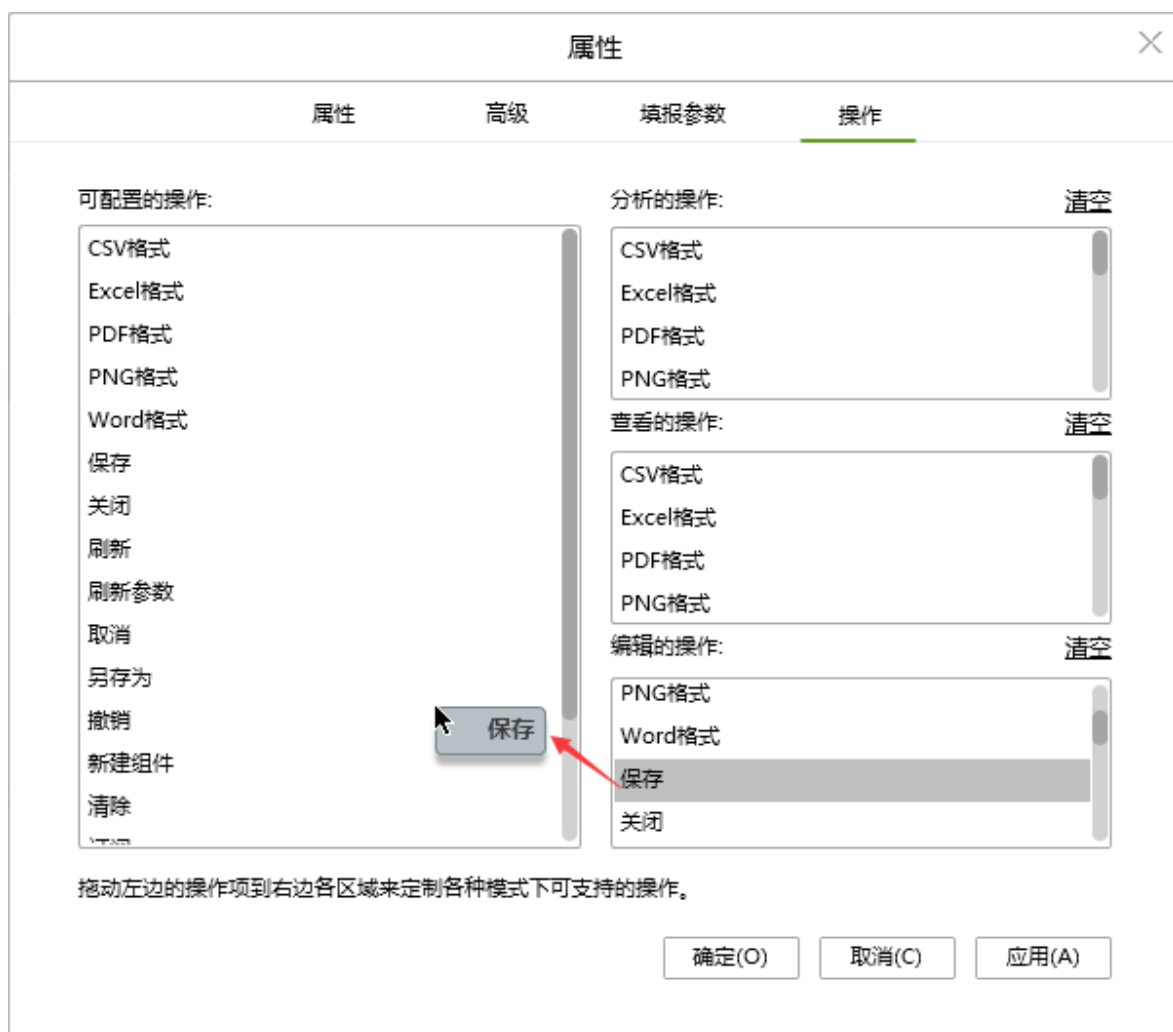 属性
属性 高级 填报参数 操作
可配置的操作:
CSV格式
Excel格式
PDF格式
PNG格式
Word格式
保存
关闭
刷新
刷新参数
取消
另存为
撤销
新建组件
清除
分析的操作: 清空
CSV格式
Excel格式
PDF格式
PNG格式
查看的操作: 清空
CSV格式
Excel格式
PDF格式
PNG格式
编辑的操作: 清空
PNG格式
Word格式
保存
关闭
保存
拖动左边的操作项到右边各区域来定制各种模式下可支持的操作。
确定(O) 取消(C) 应用(A)